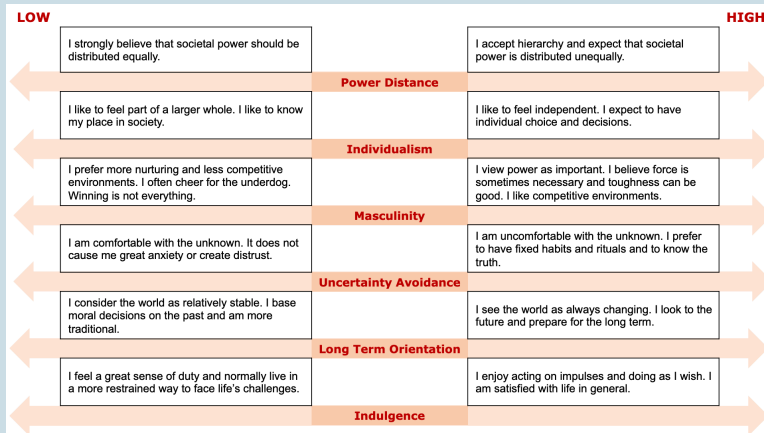 LOW
HIGH
I strongly believe that societal power should be
distributed equally.
I accept hierarchy and expect that societal
power is distributed unequally.
Power Distance
I like to feel part of a larger whole. I like to know
my place in society.
I like to feel independent. I expect to have
individual choice and decisions.
Individualism
I prefer more nurturing and less competitive
environments. I often cheer for the underdog.
Winning is not everything.
I view power as important. I believe force is
sometimes necessary and toughness can be
good. I like competitive environments.
Masculinity
I am comfortable with the unknown. It does not
cause me great anxiety or create distrust.
I am uncomfortable with the unknown. I prefer
to have fixed habits and rituals and to know the
truth.
Uncertainty Avoidance
I consider the world as relatively stable. I base
moral decisions on the past and am more
traditional.
I see the world as always changing. I look to the
future and prepare for the long term.
Long Term Orientation
I feel a great sense of duty and normally live in
a more restrained way to face life's challenges.
I enjoy acting on impulses and doing as I wish. I
am satisfied with life in general.
Indulgence